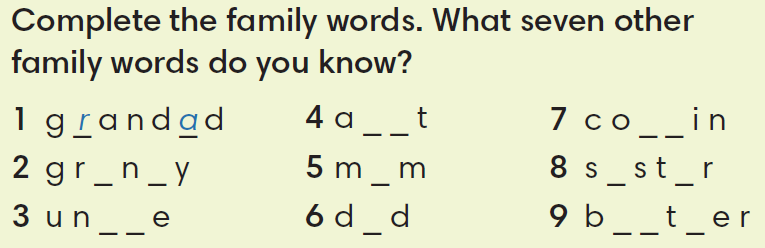 Complete the family words. What seven other
family words do you know?
1 g r a n d a d
2 g r _ n _ y
3 u n _ _ e
4 a _ _ t
5 m _ m
6 d _ d
7 c o _ _ i n
8 s _ s t _ r
9 b _ _ t _ e r